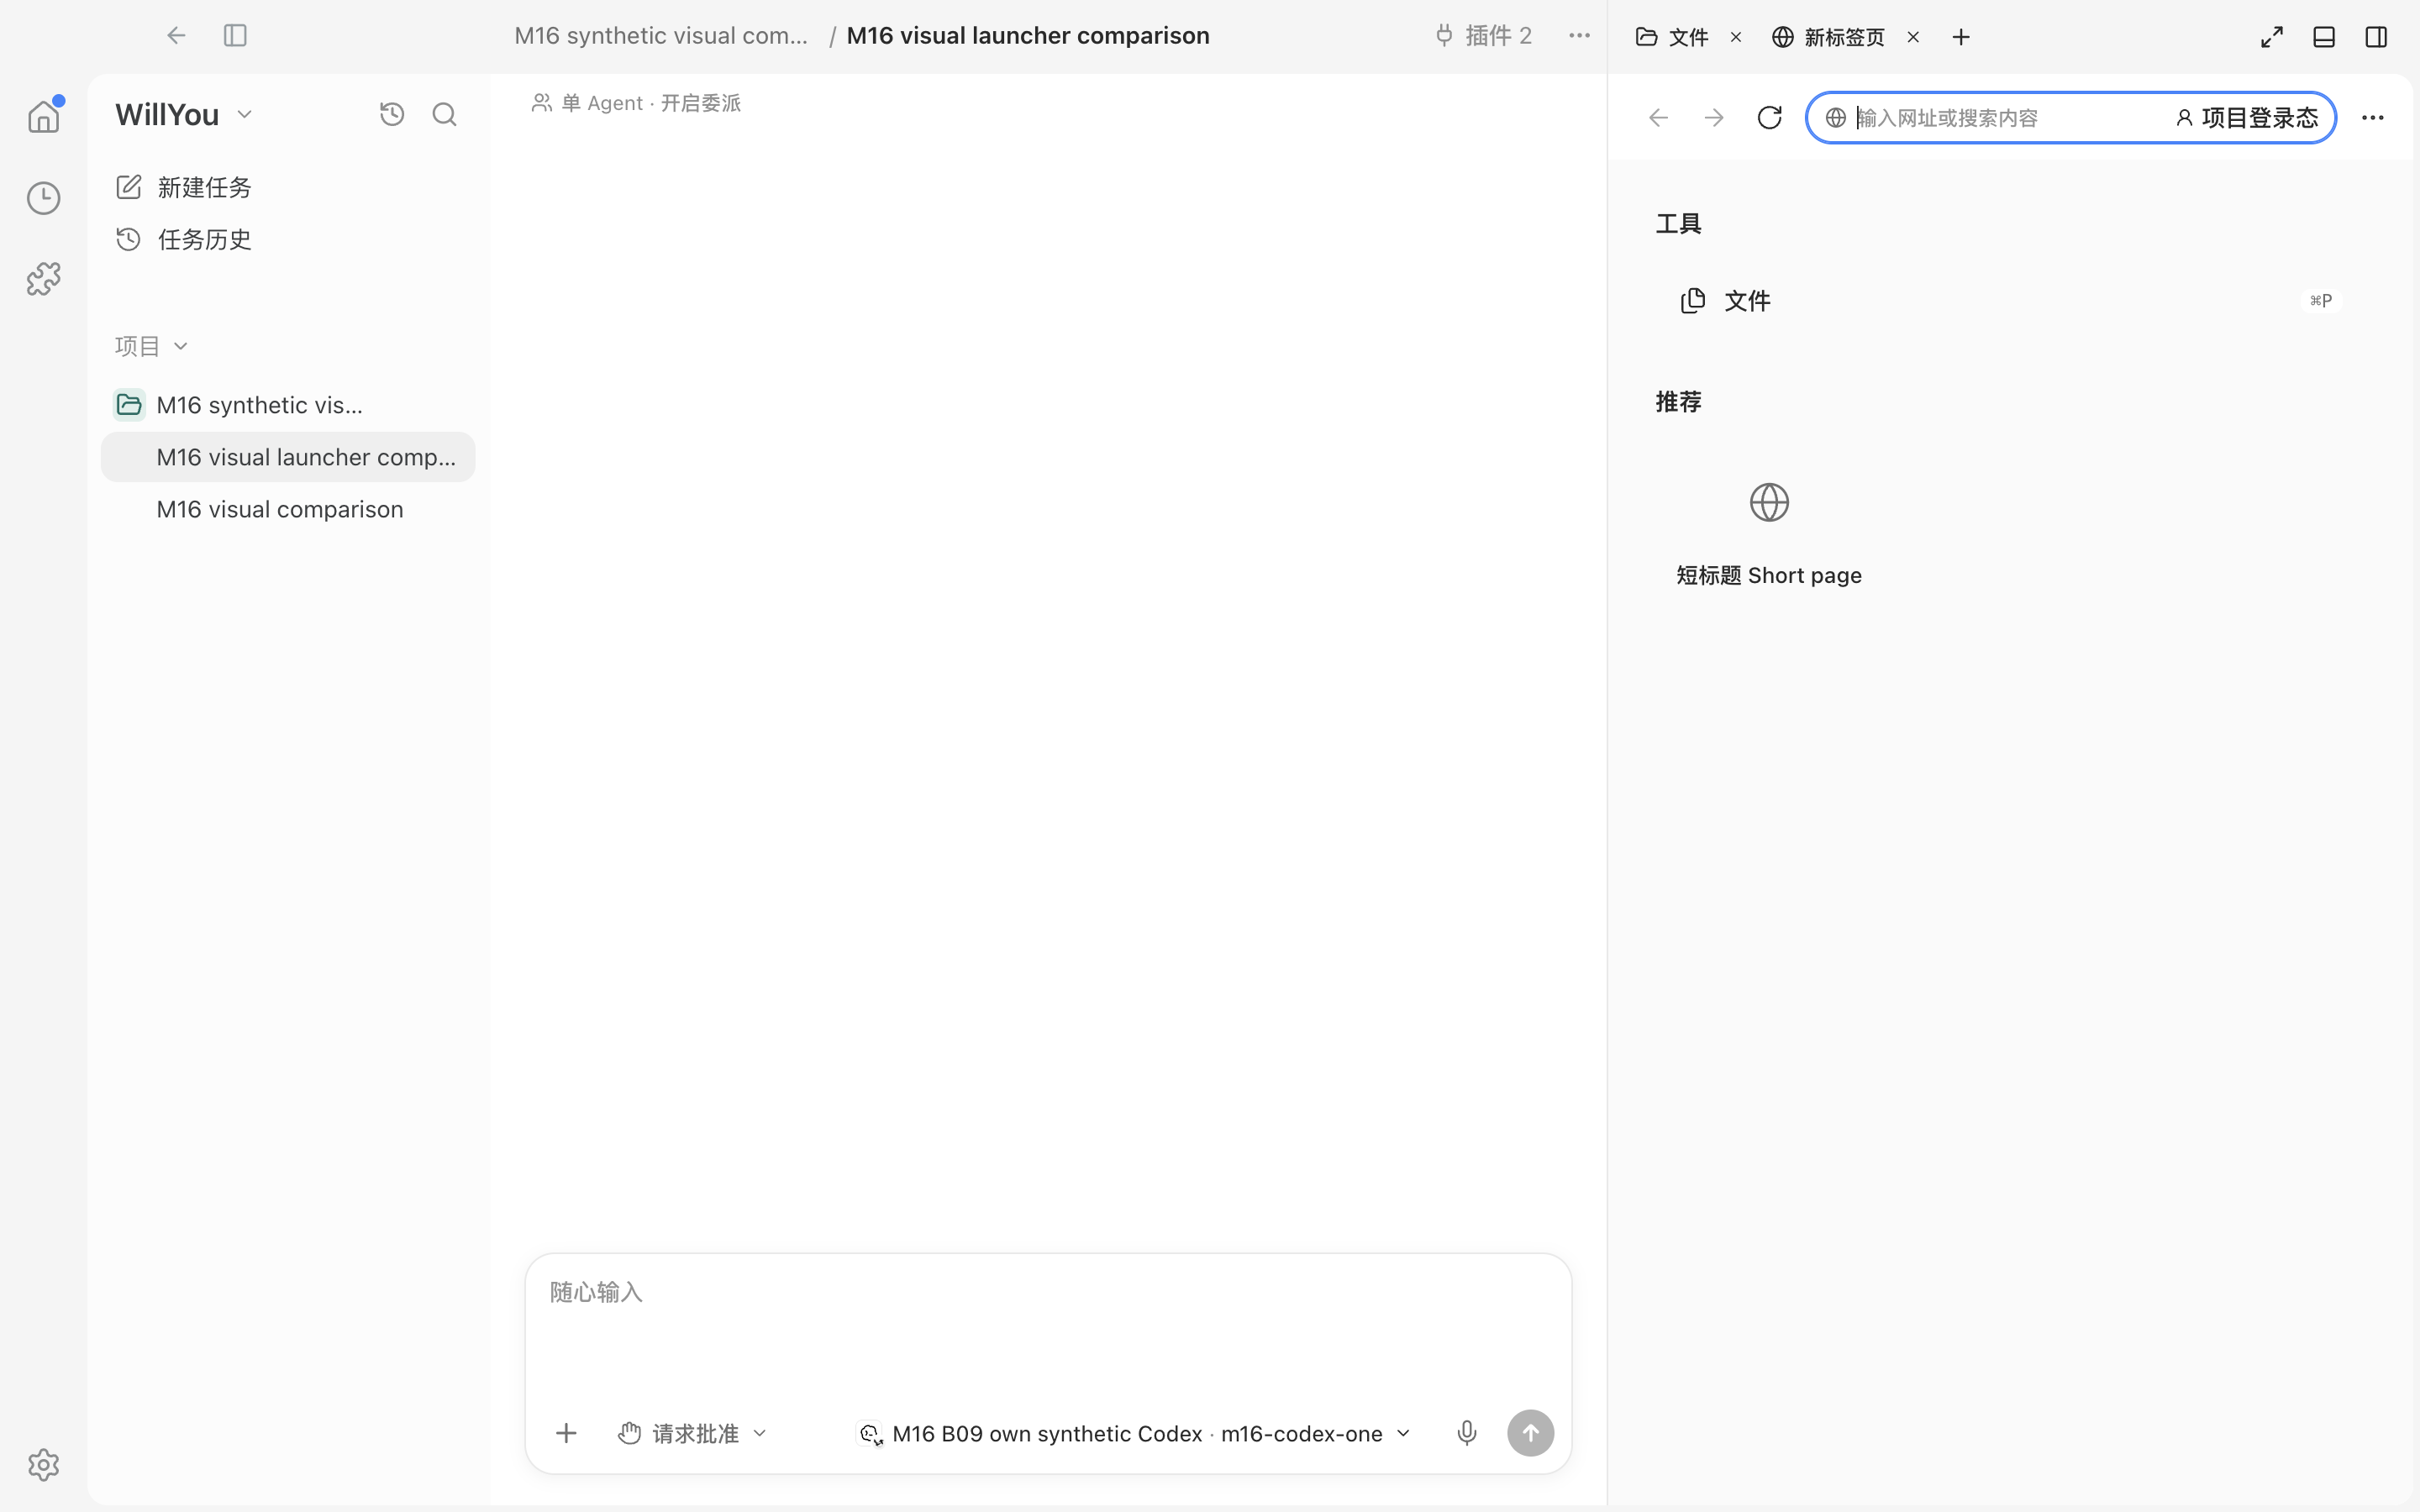 M16 synthetic visual com... / M16 visual launcher comparison
插件 2
文件
新标签页
WillYou
新建任务
任务历史
项目
M16 synthetic vis...
M16 visual launcher comp...
M16 visual comparison
单 Agent · 开启委派
随心输入
请求批准
M16 B09 own synthetic Codex · m16-codex-one
输入网址或搜索内容
项目登录态
工具
文件
⌘P
推荐
短标题 Short page